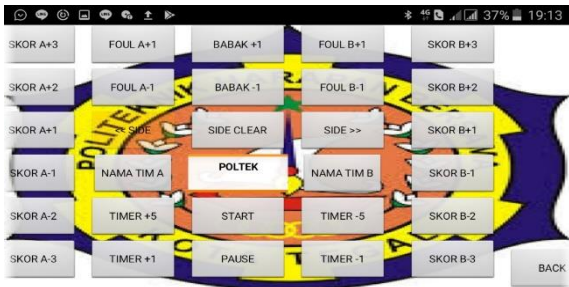 4G 37% 19:13
SKOR A+3 FOUL A+1 BABAK +1 FOUL B+1 SKOR B+3
SKOR A+2 FOUL A-1 BABAK -1 FOUL B-1 SKOR B+2
SKOR A+1 << SIDE SIDE CLEAR SIDE >> SKOR B+1
SKOR A-1 NAMA TIM A POLTEK NAMA TIM B SKOR B-1
SKOR A-2 TIMER +5 START TIMER -5 SKOR B-2
SKOR A-3 TIMER +1 PAUSE TIMER -1 SKOR B-3
BACK